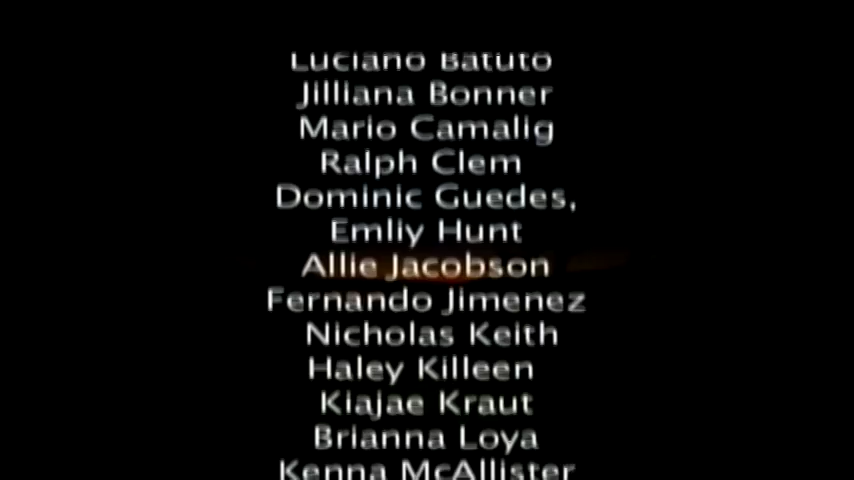 Luciano Batuto
Jilliana Bonner
Mario Camalig
Ralph Clem
Dominic Guedes,
Emliy Hunt
Allie Jacobson
Fernando Jimenez
Nicholas Keith
Haley Killeen
Kiajae Kraut
Brianna Loya
Kenna McAllister